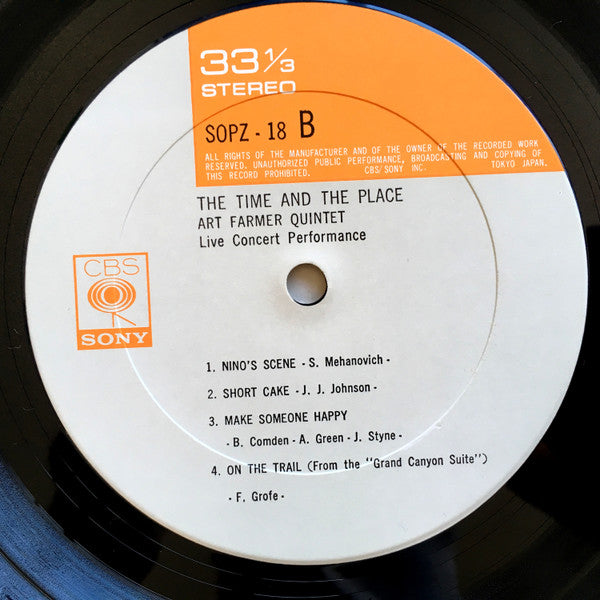 33 1/3
STEREO
SOPZ - 18 B
ALL RIGHTS OF THE MANUFACTURER AND OF THE OWNER OF THE RECORDED WORK
RESERVED. UNAUTHORIZED PUBLIC PERFORMANCE, BROADCASTING AND COPYING OF
THIS RECORD PROHIBITED. CBS/SONY INC. TOKYO JAPAN.
THE TIME AND THE PLACE
ART FARMER QUINTET
Live Concert Performance
CBS
SONY
1. NINO'S SCENE - S. Mehanovich -
2. SHORT CAKE - J. J. Johnson -
3. MAKE SOMEONE HAPPY
- B. Comden - A. Green - J. Styne -
4. ON THE TRAIL (From the "Grand Canyon Suite")
- F. Grofe -